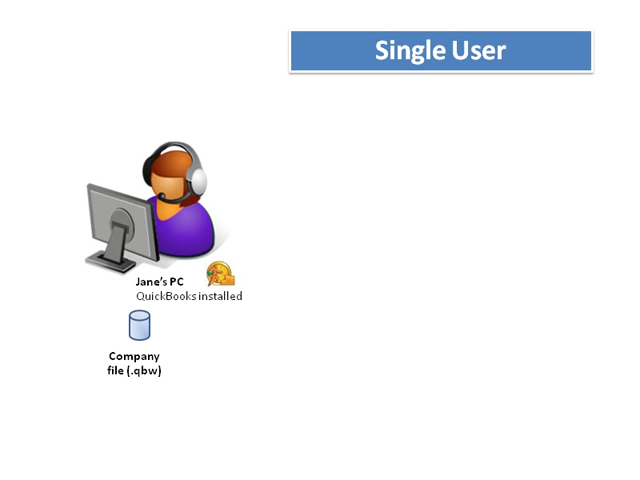 Single User
Jane's PC
QuickBooks installed
Company
file (.qbw)